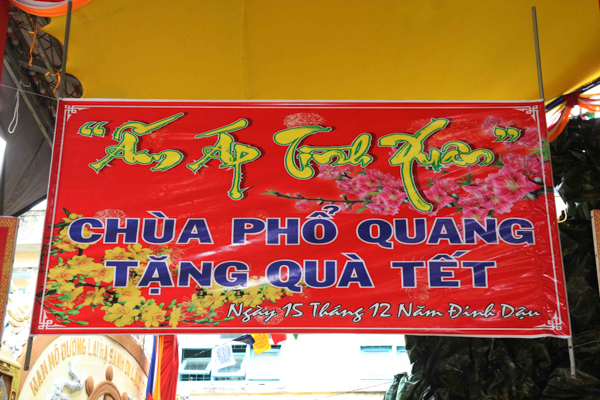 "Ấm Áp Tình Xuân"
CHÙA PHỔ QUANG
TẶNG QUÀ TẾT
Ngày 15 Tháng 12 Năm Đinh Dậu